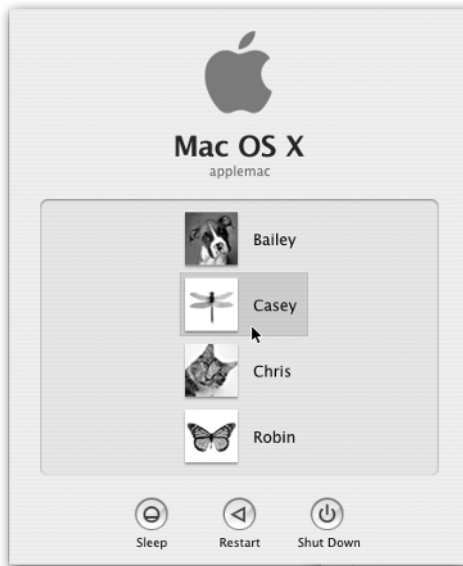 Mac OS X
applemac
Bailey
Casey
Chris
Robin
Sleep Restart Shut Down